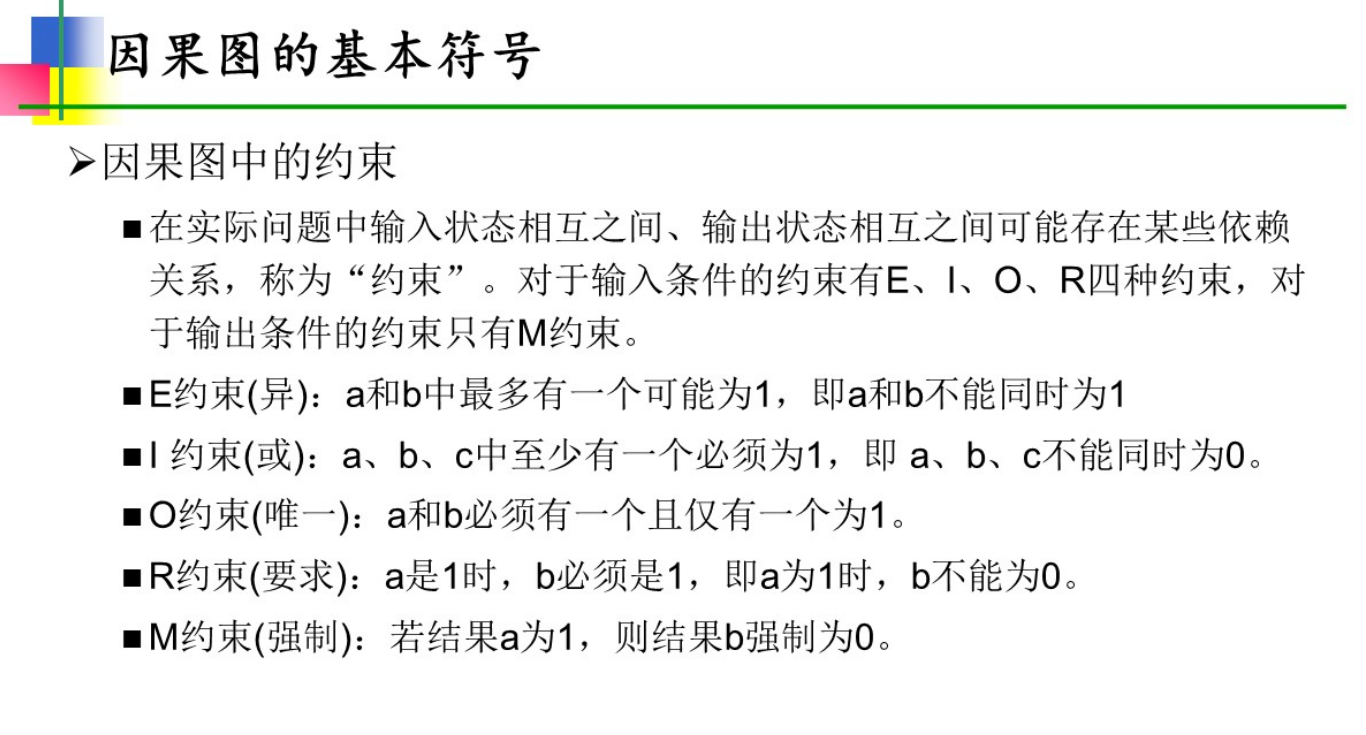 因果图的基本符号
➢因果图中的约束
■在实际问题中输入状态相互之间、输出状态相互之间可能存在某些依赖
关系，称为“约束”。对于输入条件的约束有E、I、O、R四种约束，对
于输出条件的约束只有M约束。
■E约束(异)：a和b中最多有一个可能为1，即a和b不能同时为1
■I 约束(或)：a、b、c中至少有一个必须为1，即 a、b、c不能同时为0。
■O约束(唯一)：a和b必须有一个且仅有一个为1。
■R约束(要求)：a是1时，b必须是1，即a为1时，b不能为0。
■M约束(强制)：若结果a为1，则结果b强制为0。